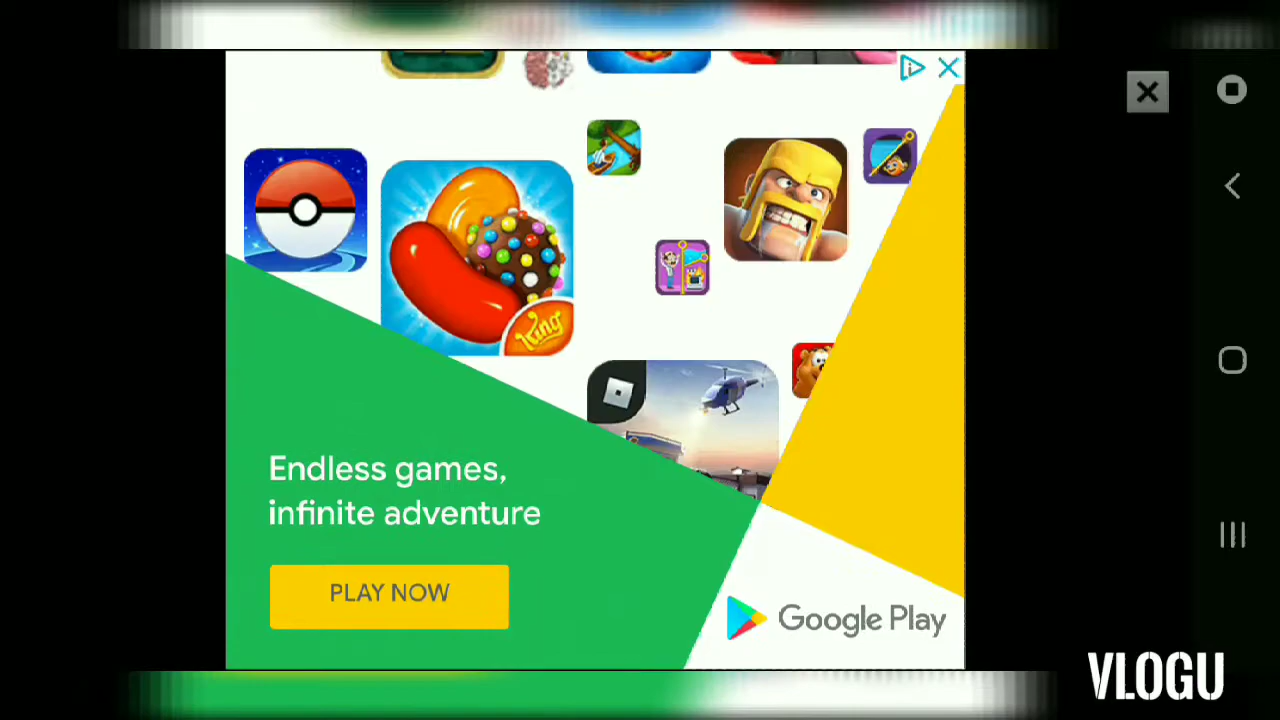 King
Endless games,
infinite adventure
PLAY NOW
Google Play
VLOGU